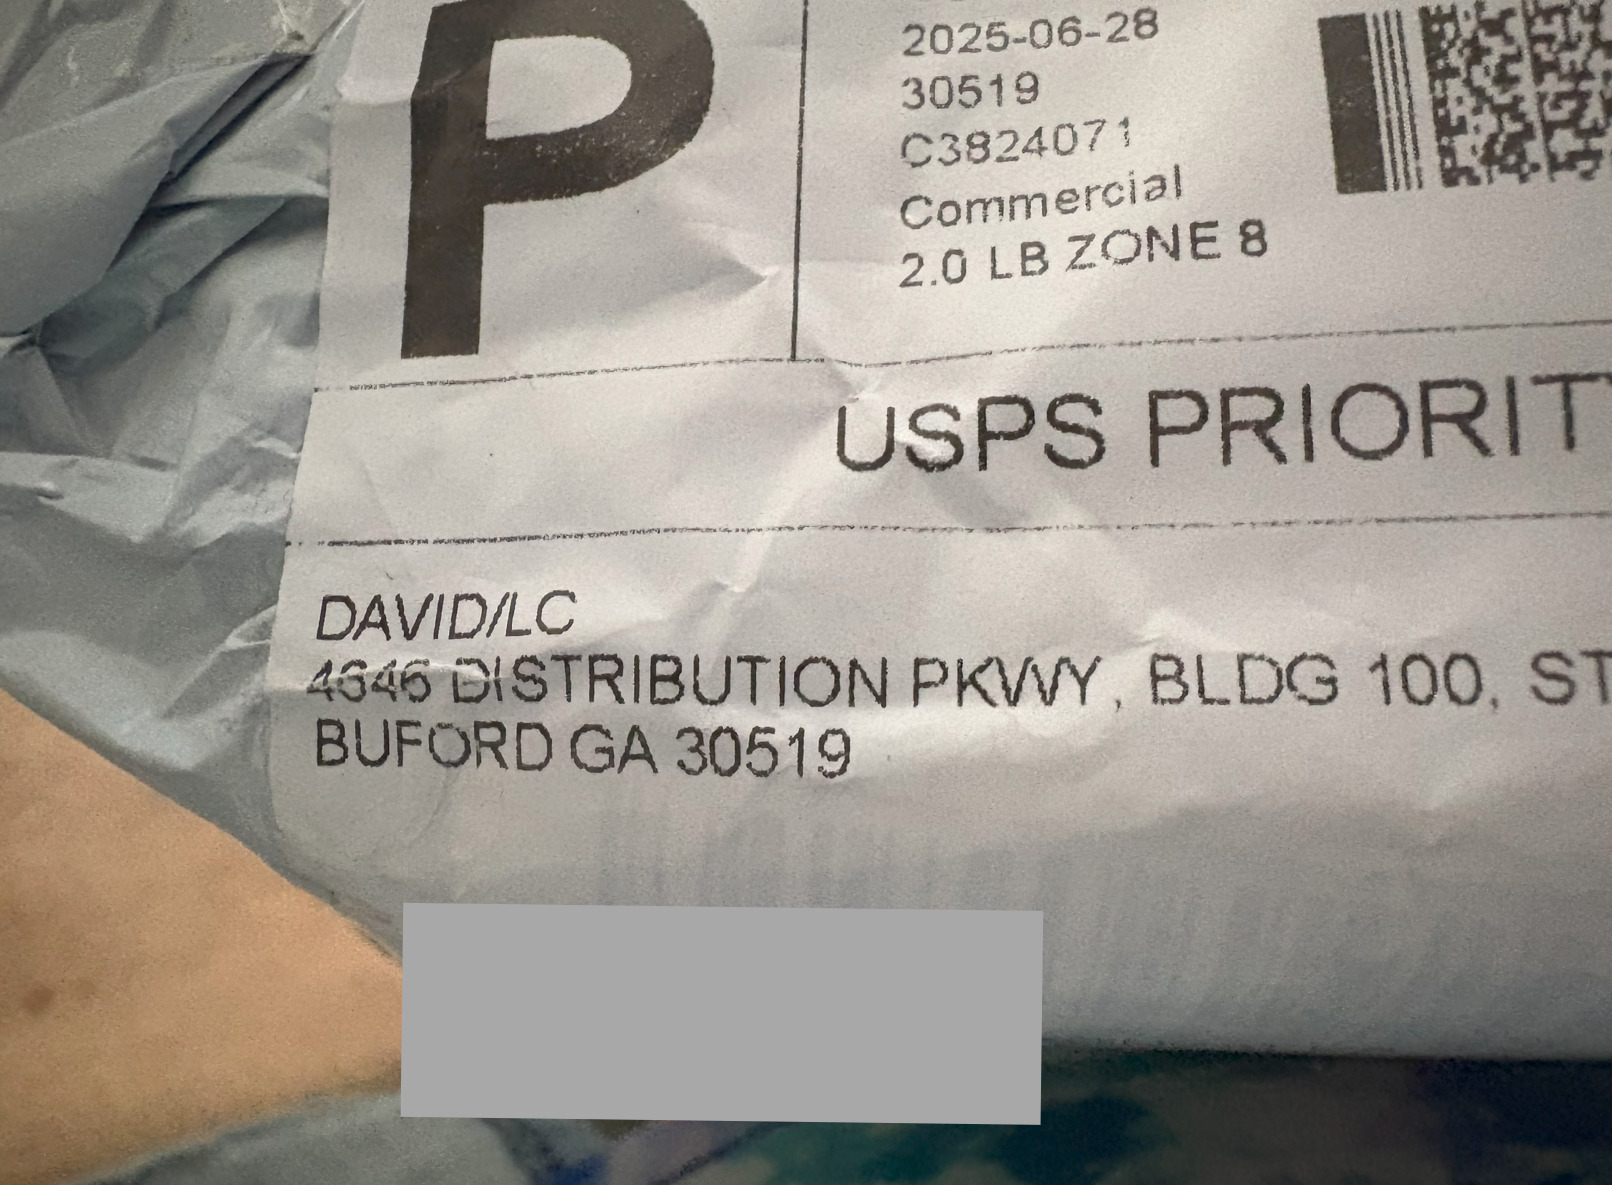 P
2025-06-28
30519
C3824071
Commercial
2.0 LB ZONE 8
USPS PRIORIT
DAVID/LC
4646 DISTRIBUTION PKWY, BLDG 100, ST
BUFORD GA 30519